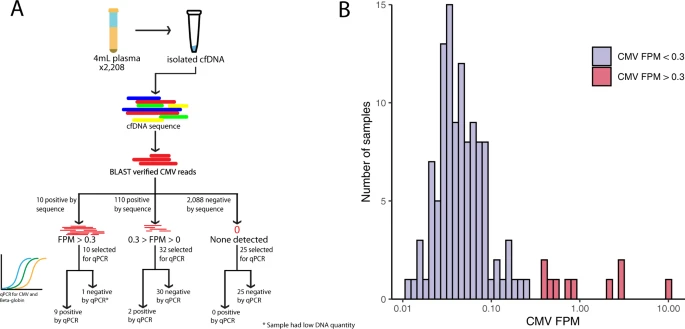 A
4mL plasma
x2,208
isolated cfDNA
cfDNA sequence
BLAST verified CMV reads
10 positive by
sequence
110 positive
by sequence
2,088 negative by
sequence
0
FPM > 0.3
0.3 > FPM > 0
None detected
10 selected
for qPCR
32 selected
for qPCR
25 selected
for qPCR
qPCR for CMV and
Beta-globin
1 negative
by qPCR*
30 negative
by qPCR
25 negative
by qPCR
9 positive
by qPCR
2 positive
by qPCR
0 positive
by qPCR
* Sample had low DNA quantity
B
15
10
5
0
Number of samples
CMV FPM < 0.3
CMV FPM > 0.3
0.01
0.10
1.00
10.00
CMV FPM